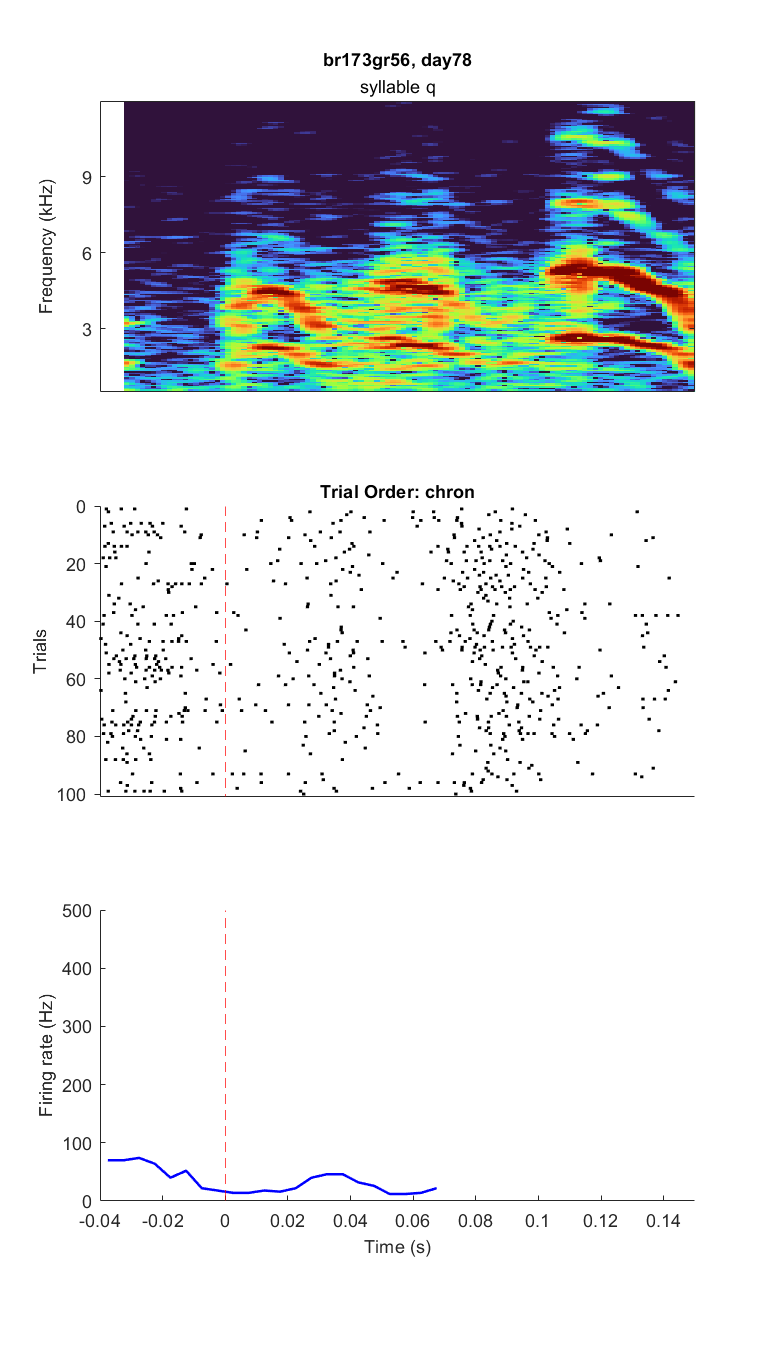 br173gr56, day78
syllable q
9
6
3
Frequency (kHz)
Trial Order: chron
0
20
40
60
80
100
Trials
500
400
300
200
100
0
Firing rate (Hz)
-0.04 -0.02 0 0.02 0.04 0.06 0.08 0.1 0.12 0.14
Time (s)